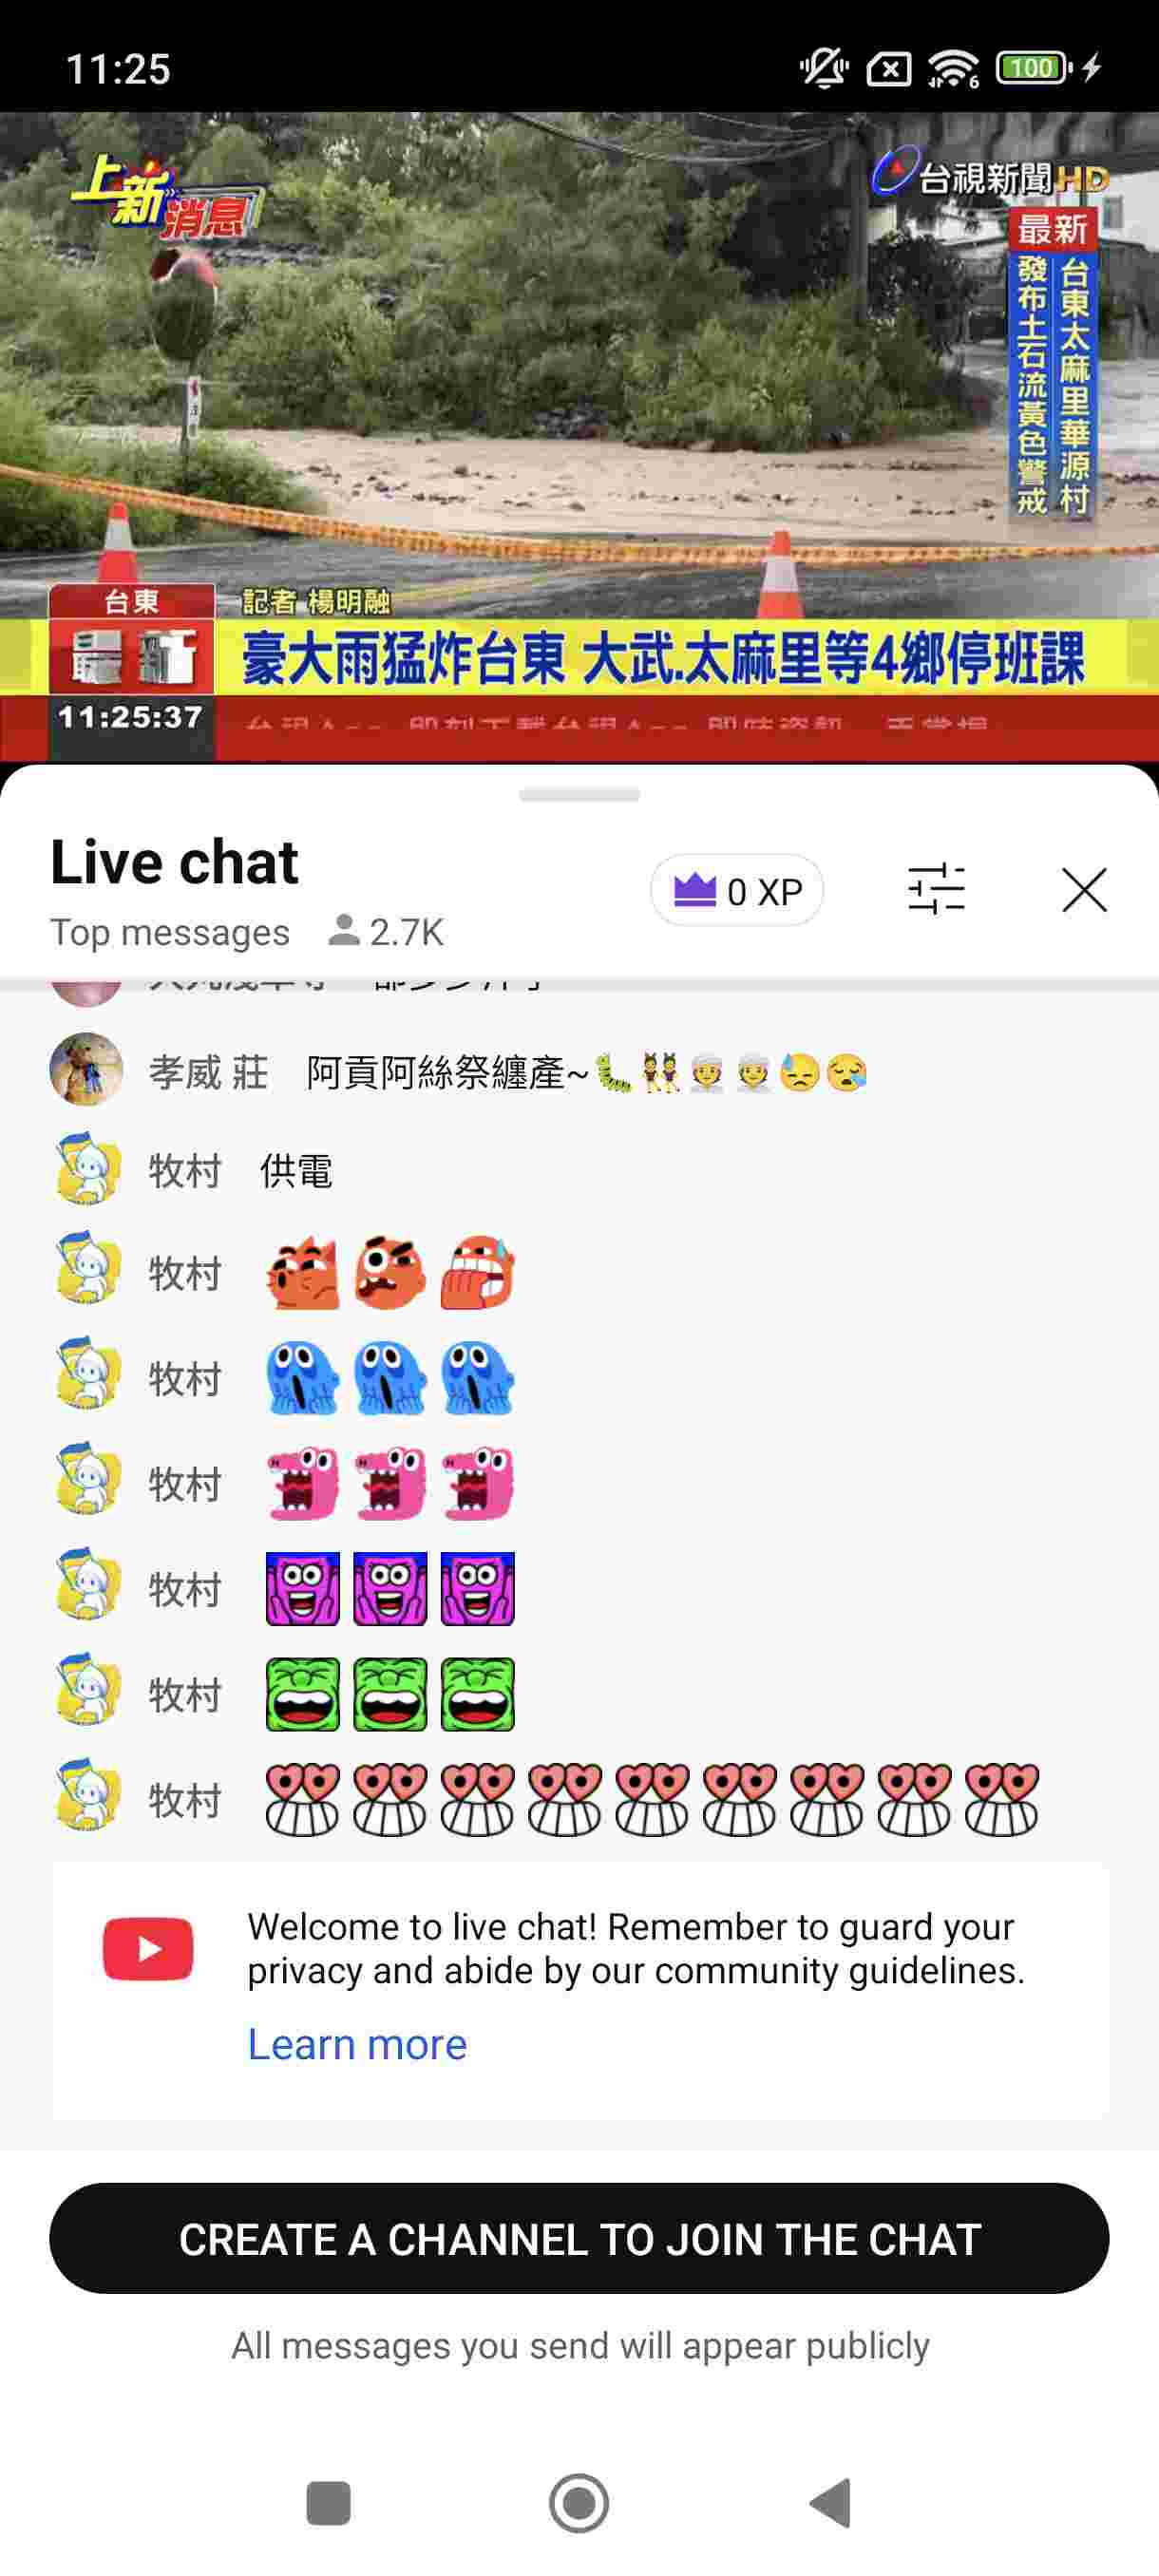 11:25
100
上新消息
台視新聞HD
最新
台東太麻里華源村
發布土石流黃色警戒
台東
記者 楊明融
豪大雨猛炸台東 大武.太麻里等4鄉停班課
11:25:37
Live chat
0 XP
Top messages 2.7K
孝威 莊 阿貢阿絲祭纏產~🐛👯👳👳😓😪
牧村 供電
牧村
牧村
牧村
牧村
牧村
牧村
Welcome to live chat! Remember to guard your
privacy and abide by our community guidelines.
Learn more
CREATE A CHANNEL TO JOIN THE CHAT
All messages you send will appear publicly